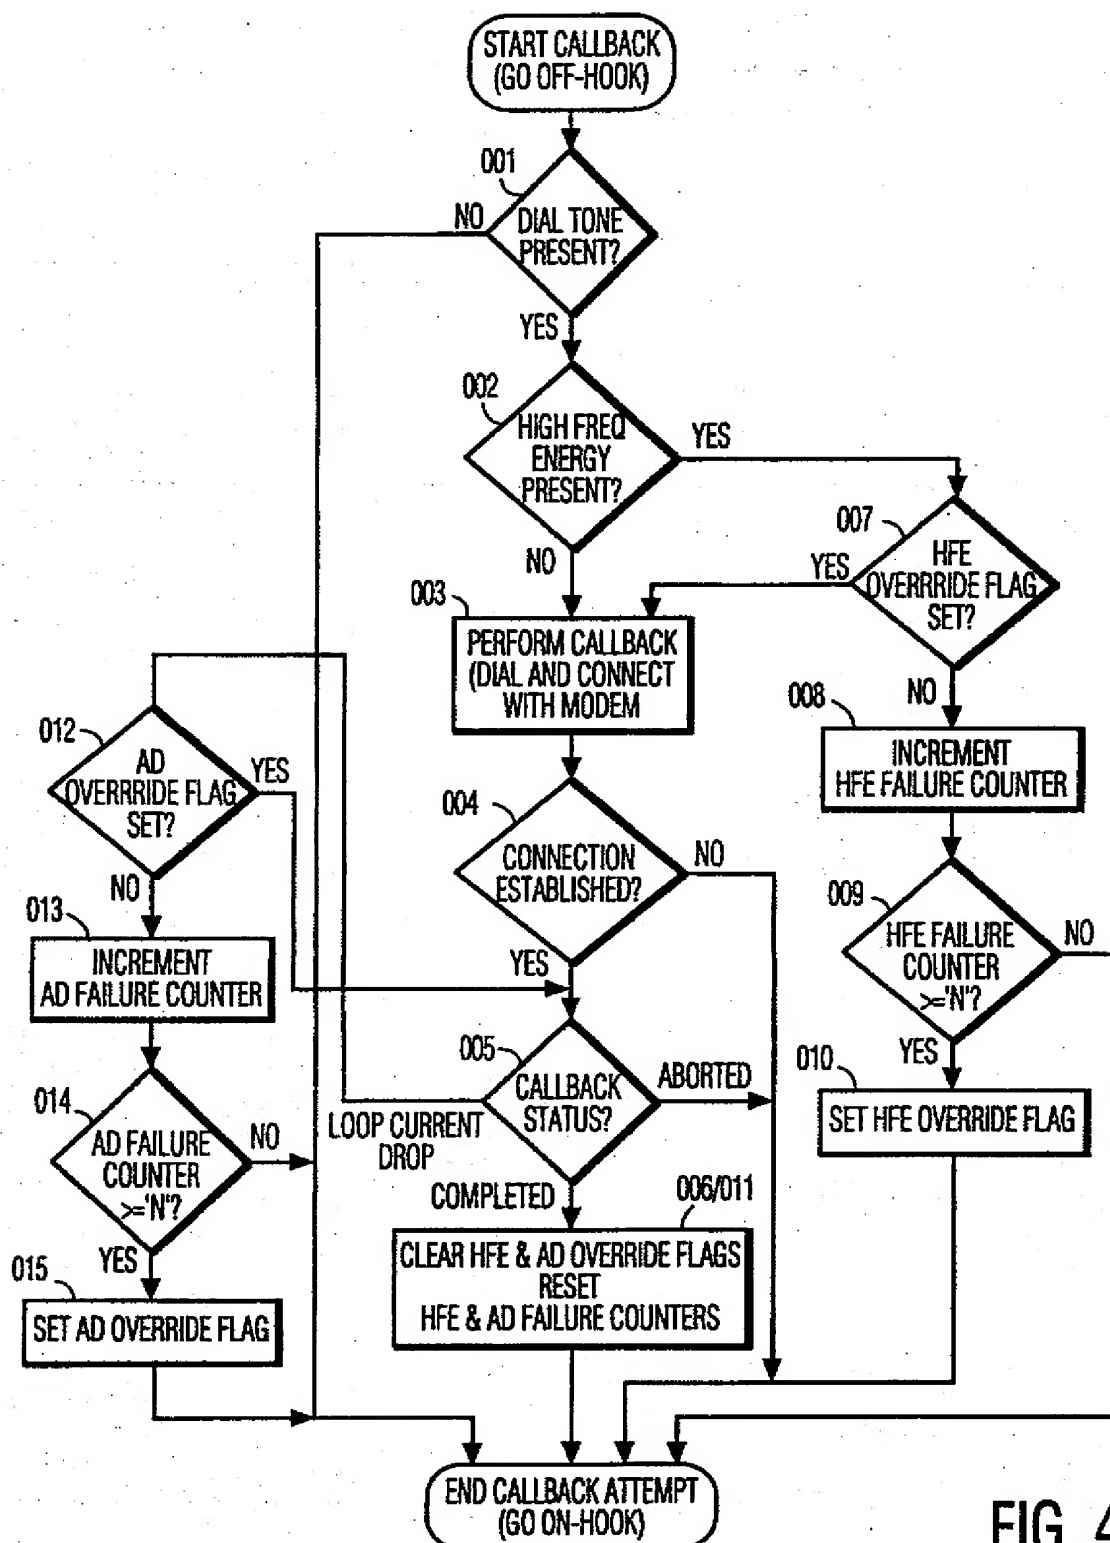 START CALLBACK
(GO OFF-HOOK)
001
DIAL TONE
PRESENT?
NO
YES
002
HIGH FREQ
ENERGY
PRESENT?
YES
NO
007
HFE
OVERRRIDE FLAG
SET?
YES
NO
003
PERFORM CALLBACK
(DIAL AND CONNECT
WITH MODEM
008
INCREMENT
HFE FAILURE COUNTER
012
AD
OVERRRIDE FLAG
SET?
YES
NO
004
CONNECTION
ESTABLISHED?
NO
YES
009
HFE FAILURE
COUNTER
>='N'?
NO
YES
013
INCREMENT
AD FAILURE COUNTER
005
CALLBACK
STATUS?
ABORTED
LOOP CURRENT
DROP
COMPLETED
010
SET HFE OVERRIDE FLAG
014
AD FAILURE
COUNTER
>='N'?
NO
YES
006/011
CLEAR HFE & AD OVERRIDE FLAGS
RESET
HFE & AD FAILURE COUNTERS
015
SET AD OVERRIDE FLAG
END CALLBACK ATTEMPT
(GO ON-HOOK)
FIG. 4